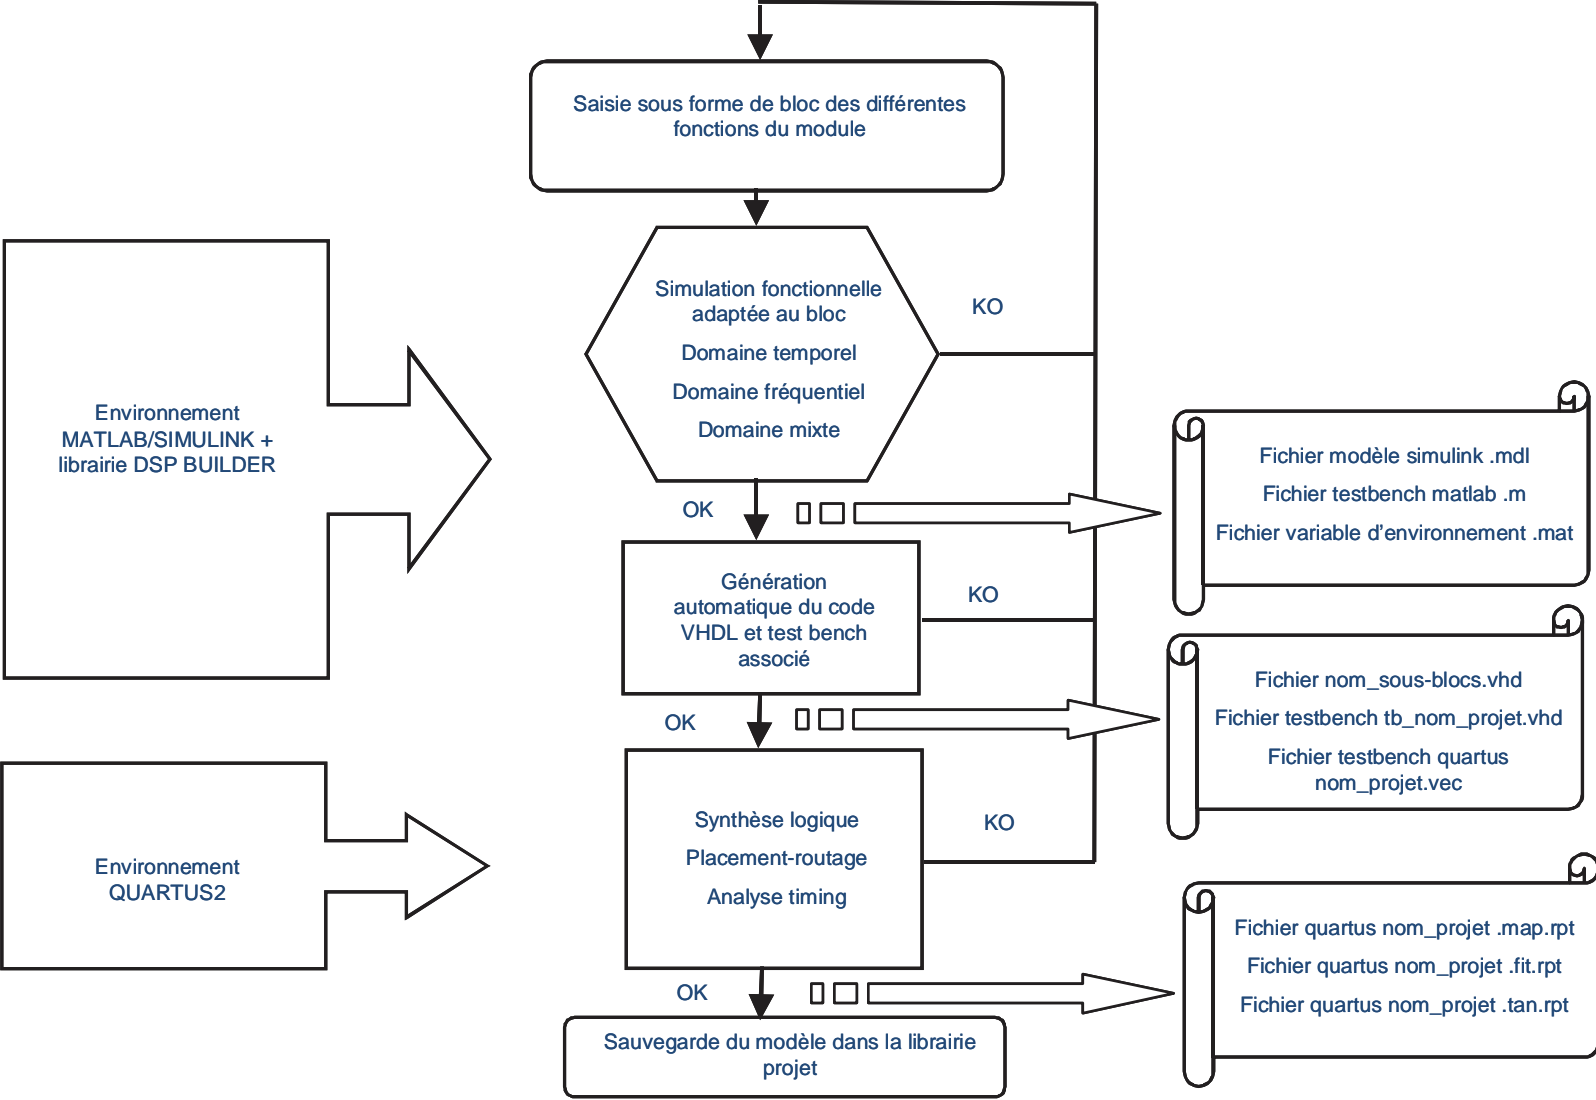 Saisie sous forme de bloc des différentes
fonctions du module
Simulation fonctionnelle
adaptée au bloc
Domaine temporel
Domaine fréquentiel
Domaine mixte
KO
Environnement
MATLAB/SIMULINK +
librairie DSP BUILDER
OK
Fichier modèle simulink .mdl
Fichier testbench matlab .m
Fichier variable d'environnement .mat
Génération
automatique du code
VHDL et test bench
associé
KO
OK
Fichier nom_sous-blocs.vhd
Fichier testbench tb_nom_projet.vhd
Fichier testbench quartus
nom_projet.vec
Environnement
QUARTUS2
Synthèse logique
Placement-routage
Analyse timing
KO
OK
Fichier quartus nom_projet .map.rpt
Fichier quartus nom_projet .fit.rpt
Fichier quartus nom_projet .tan.rpt
Sauvegarde du modèle dans la librairie
projet